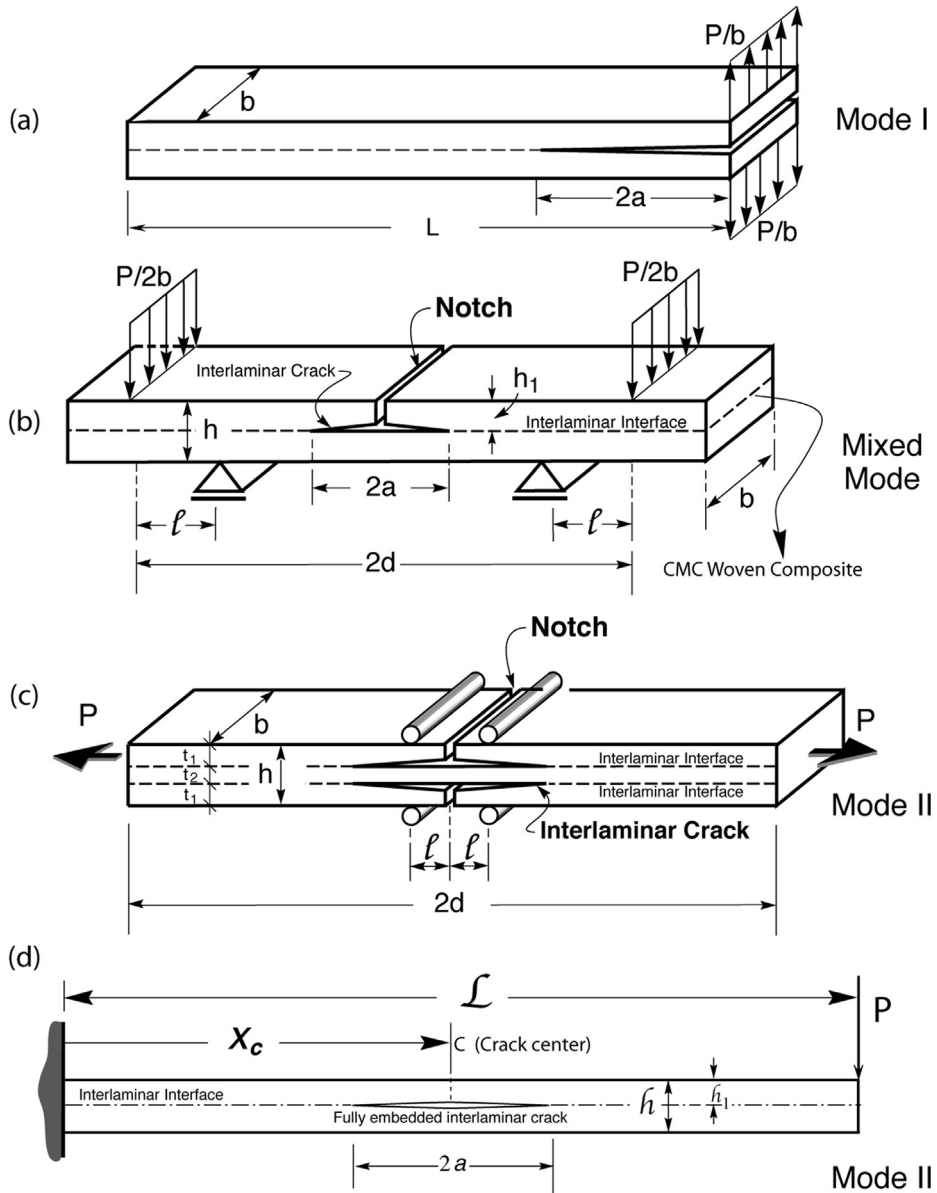 (a)
b
P/b
Mode I
2a
L
P/b
(b)
P/2b
P/2b
Notch
Interlaminar Crack
h1
h
Interlaminar Interface
Mixed
Mode
2a
b
ℓ
ℓ
2d
CMC Woven Composite
(c)
Notch
P
b
P
t1
t2
t1
h
Interlaminar Interface
Interlaminar Interface
Mode II
Interlaminar Crack
ℓ
ℓ
2d
(d)
ℒ
P
Xc
C (Crack center)
Interlaminar Interface
h
h1
Fully embedded interlaminar crack
2a
Mode II